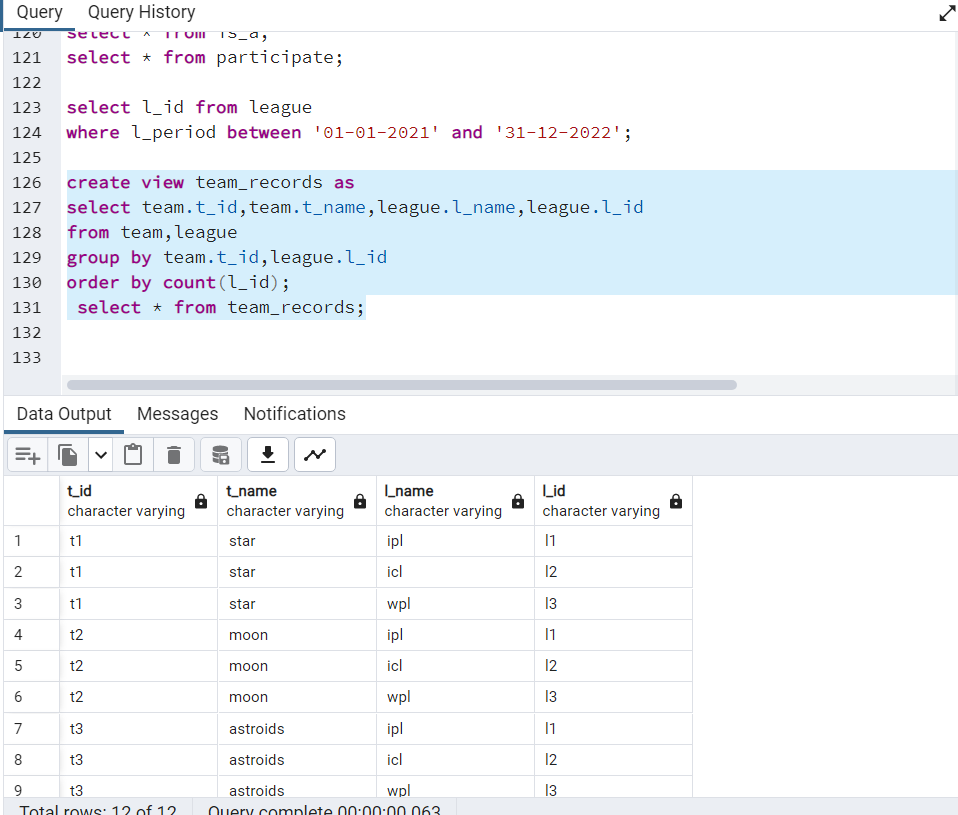 Query Query History
120 select * from is_a;
121 select * from participate;
122
123 select l_id from league
124 where l_period between '01-01-2021' and '31-12-2022';
125
126 create view team_records as
127 select team.t_id,team.t_name,league.l_name,league.l_id
128 from team,league
129 group by team.t_id,league.l_id
130 order by count(l_id);
131 select * from team_records;
132
133
Data Output Messages Notifications
t_id t_name l_name l_id
character varying character varying character varying character varying
1 t1 star ipl l1
2 t1 star icl l2
3 t1 star wpl l3
4 t2 moon ipl l1
5 t2 moon icl l2
6 t2 moon wpl l3
7 t3 astroids ipl l1
8 t3 astroids icl l2
9 t3 astroids wpl l3
Total rows: 12 of 12 Query complete 00:00:00.063